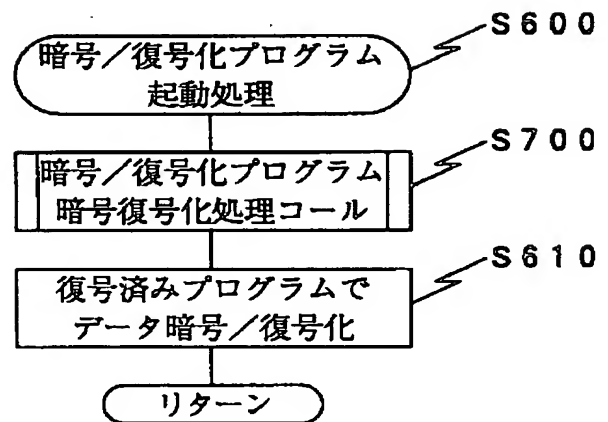 S600
暗号／復号化プログラム
起動処理
S700
暗号／復号化プログラム
暗号復号化処理コール
S610
復号済みプログラムで
データ暗号／復号化
リターン